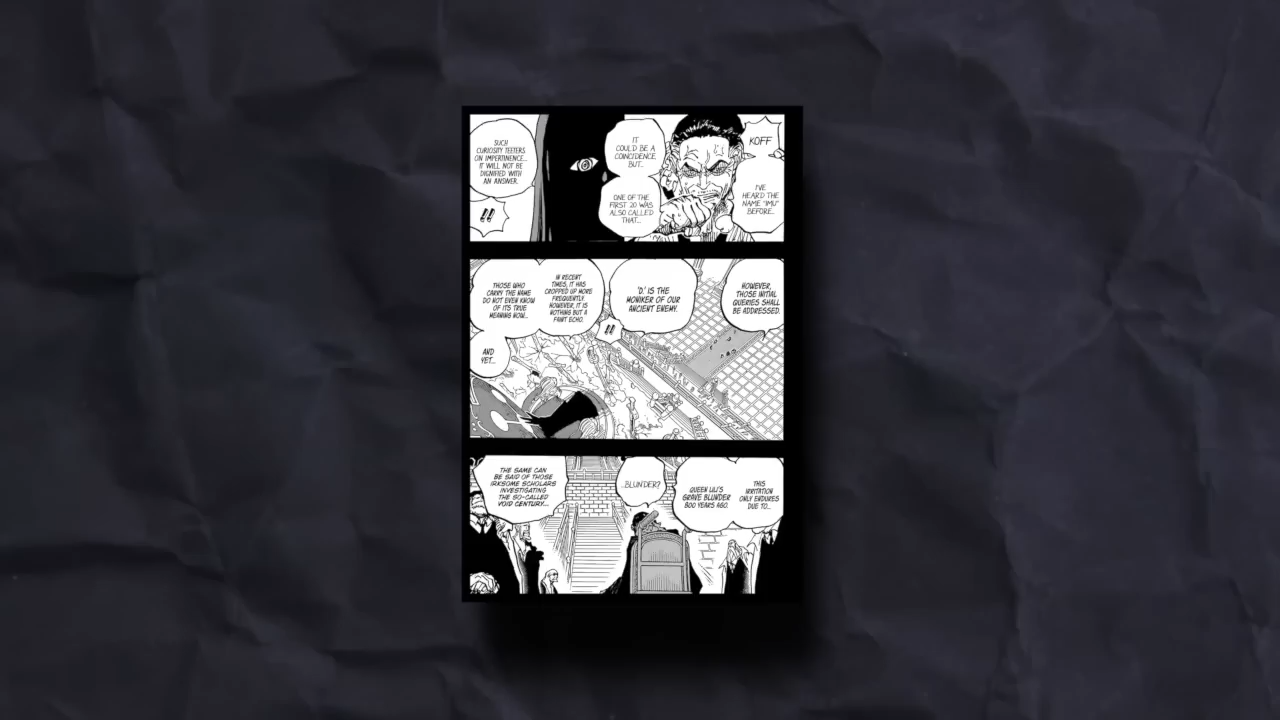 KOFF
I'VE
HEARD THE
NAME "IMU"
BEFORE...
IT
COULD BE A
COINCIDENCE,
BUT...
ONE OF THE
FIRST 20 WAS
ALSO CALLED
THAT...
SUCH
CURIOSITY TEETERS
ON IMPERTINENCE...
IT WILL NOT BE
DIGNIFIED WITH
AN ANSWER.
!!
HOWEVER,
THOSE INITIAL
QUERIES SHALL
BE ADDRESSED.
'D.' IS THE
MONIKER OF OUR
ANCIENT ENEMY.
!!
IN RECENT
TIMES, IT HAS
CROPPED UP MORE
FREQUENTLY.
HOWEVER, IT IS
NOTHING BUT A
FAINT ECHO.
THOSE WHO
CARRY THE NAME
DO NOT EVEN KNOW
OF ITS TRUE
MEANING NOW...
AND
YET...
THIS
IRRITATION
ONLY ENDURES
DUE TO...
QUEEN LILI'S
GRAVE BLUNDER
800 YEARS AGO.
...BLUNDER?
THE SAME CAN
BE SAID OF THOSE
IRKSOME SCHOLARS
INVESTIGATING
THE SO-CALLED
VOID CENTURY...